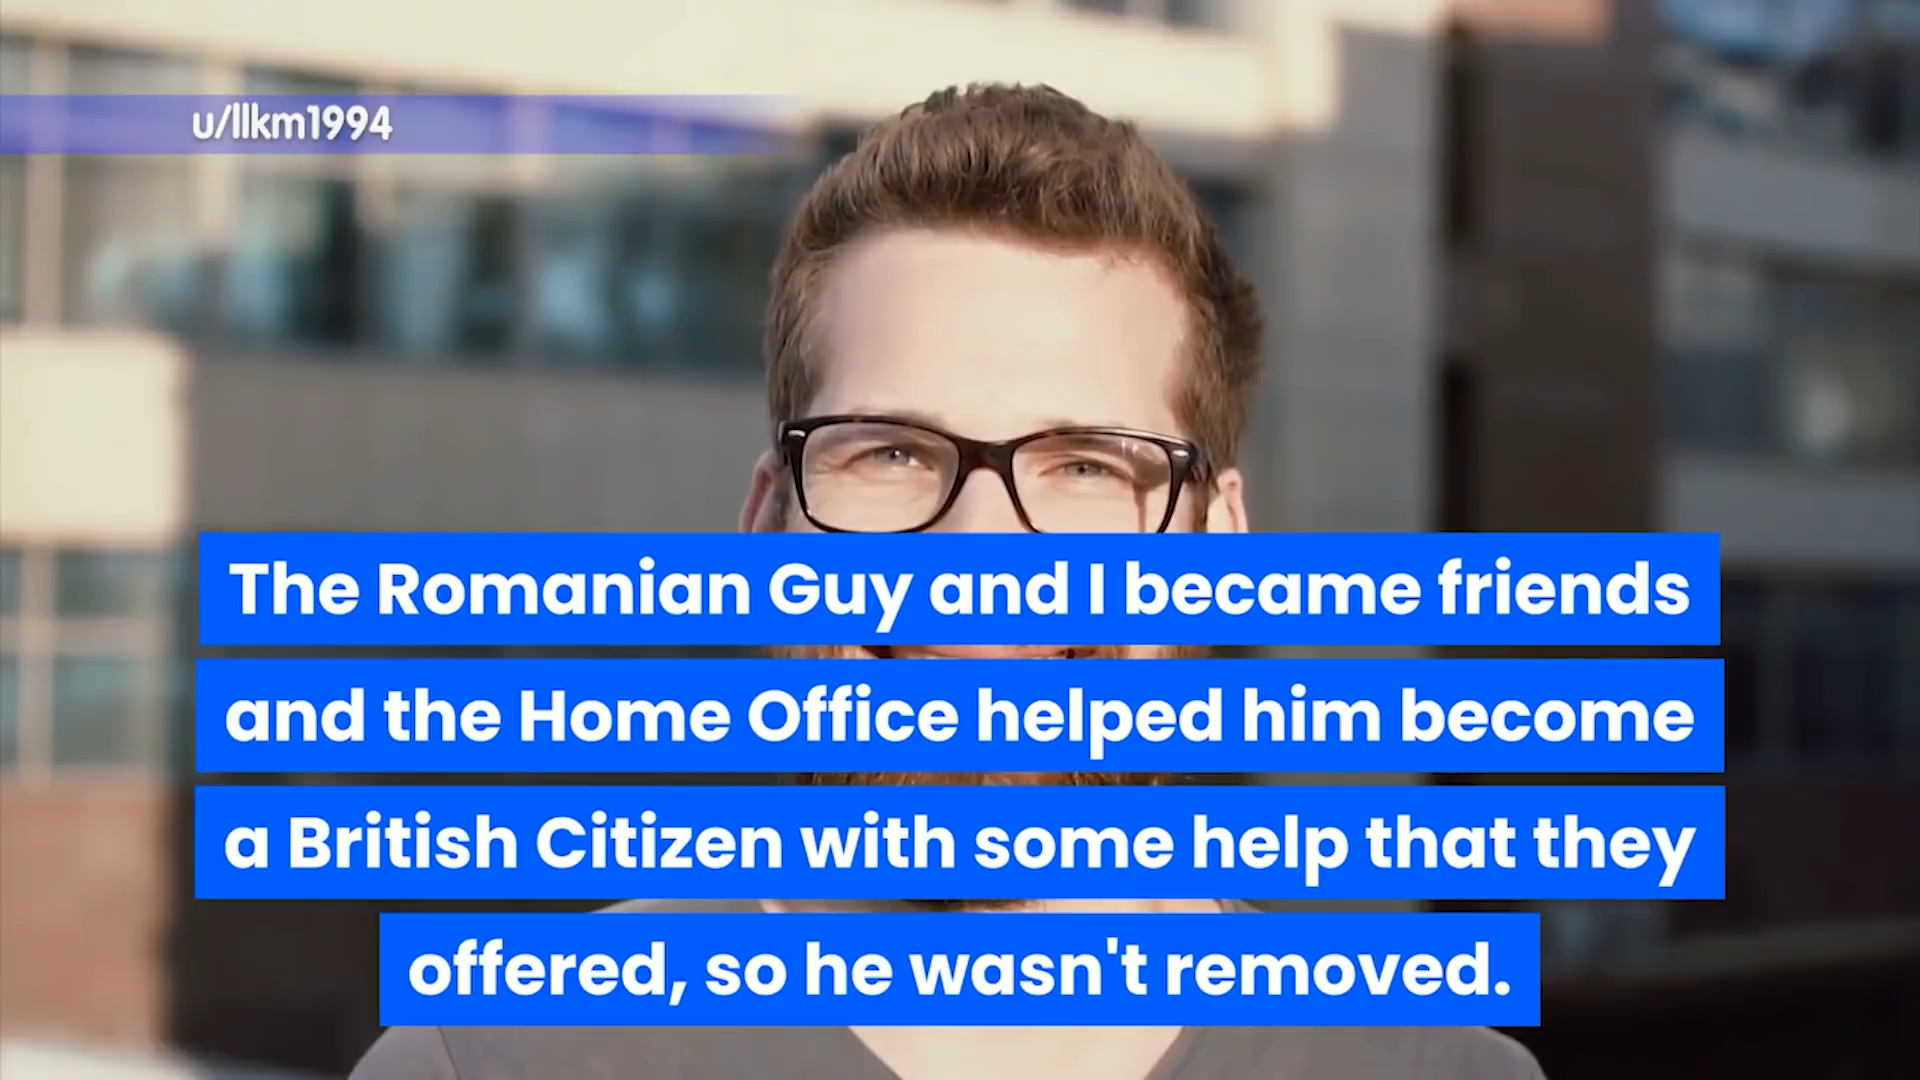 u/llkm1994
The Romanian Guy and I became friends
and the Home Office helped him become
a British Citizen with some help that they
offered, so he wasn't removed.